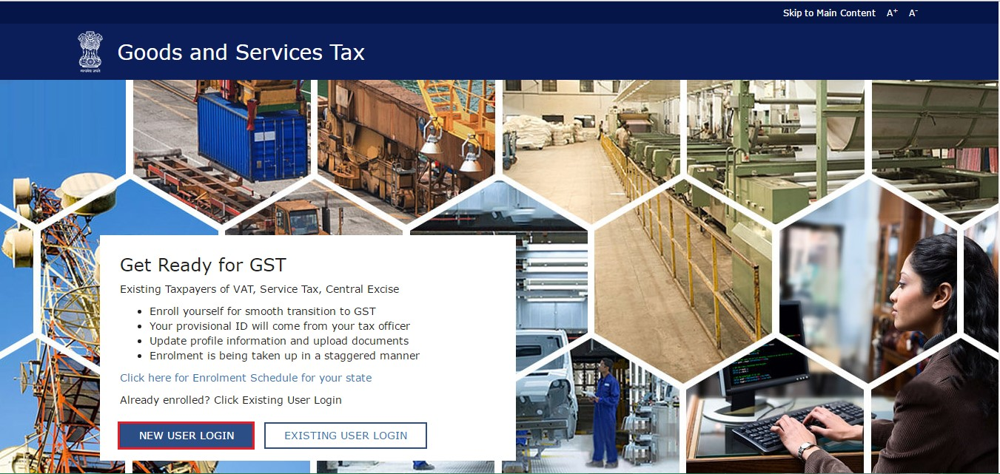 Skip to Main Content A+ A-
Goods and Services Tax
Get Ready for GST
Existing Taxpayers of VAT, Service Tax, Central Excise
Enroll yourself for smooth transition to GST
Your provisional ID will come from your tax officer
Update profile information and upload documents
Enrolment is being taken up in a staggered manner
Click here for Enrolment Schedule for your state
Already enrolled? Click Existing User Login
NEW USER LOGIN EXISTING USER LOGIN